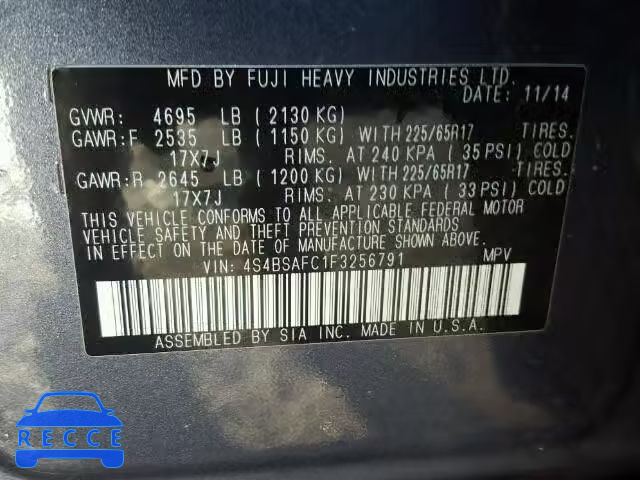 MFD BY FUJI HEAVY INDUSTRIES LTD.
DATE: 11/14
GVWR: 4695 LB ( 2130 KG)
GAWR:F 2535 LB ( 1150 KG) WITH 225/65R17 TIRES.
17X7J RIMS. AT 240 KPA ( 35 PSI) COLD
GAWR:R 2645 LB ( 1200 KG) WITH 225/65R17 TIRES.
17X7J RIMS. AT 230 KPA ( 33 PSI) COLD
THIS VEHICLE CONFORMS TO ALL APPLICABLE FEDERAL MOTOR
VEHICLE SAFETY AND THEFT PREVENTION STANDARDS
IN EFFECT ON THE DATE OF MANUFACTURE SHOWN ABOVE.
VIN: 4S4BSAFC1F3256791 MPV
ASSEMBLED BY SIA INC. MADE IN U.S.A.
RECCE